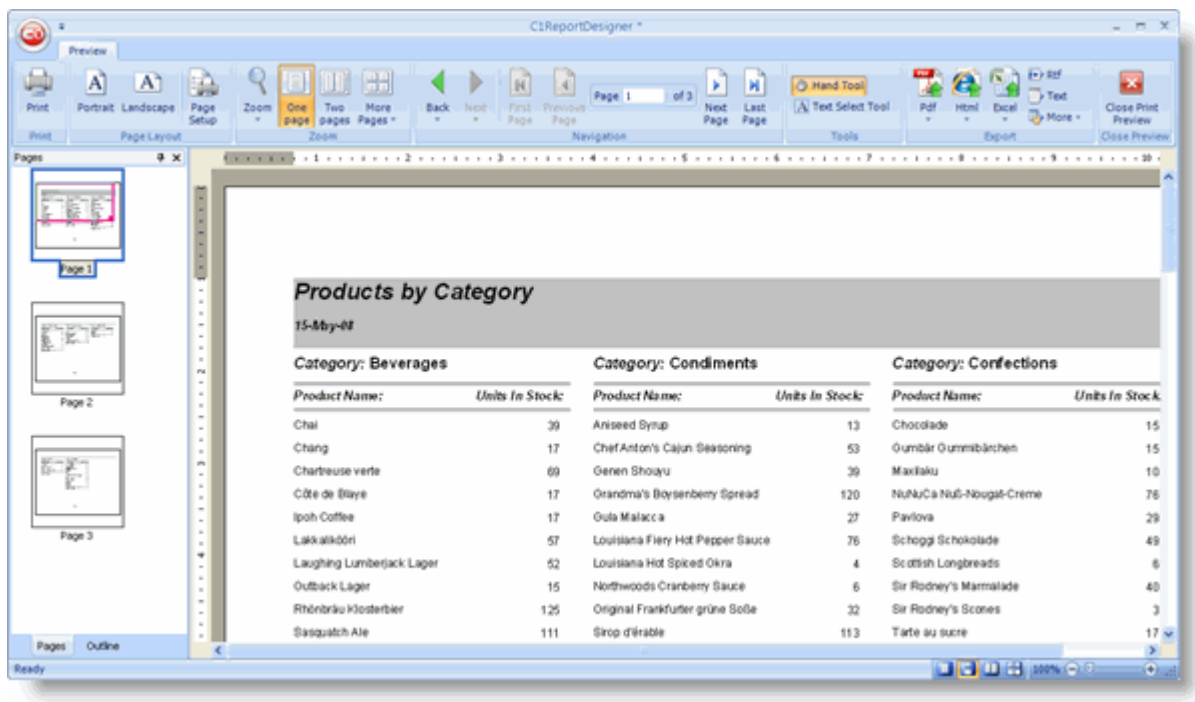 C1ReportDesigner *
Preview
Print
Portrait
Landscape
Page Setup
Zoom
One page
Two pages
More Pages
Back
Next
First Page
Previous Page
Page 1 of 3
Next Page
Last Page
Hand Tool
Text Select Tool
Pdf
Html
Excel
Rtf
Text
More
Close Print Preview
Print
Page Layout
Zoom
Navigation
Tools
Export
Close Preview
Pages
1 2 3 4 5 6 7 8 9 10
Page 1
Page 2
Page 3
Products by Category
15-May-08
Category: Beverages
Product Name: Units In Stock:
Chai 39
Chang 17
Chartreuse verte 69
Côte de Blaye 17
Ipoh Coffee 17
Lakkalikööri 57
Laughing Lumberjack Lager 52
Outback Lager 15
Rhönbräu Klosterbier 125
Sasquatch Ale 111
Category: Condiments
Product Name: Units In Stock:
Aniseed Syrup 13
Chef Anton's Cajun Seasoning 53
Genen Shouyu 39
Grandma's Boysenberry Spread 120
Gula Malacca 27
Louisiana Fiery Hot Pepper Sauce 76
Louisiana Hot Spiced Okra 4
Northwoods Cranberry Sauce 6
Original Frankfurter grüne Soße 32
Sirop d'érable 113
Category: Confections
Product Name: Units In Stock
Chocolade 15
Gumbär Gummibärchen 15
Maxilaku 10
NuNuCa Nuß-Nougat-Creme 76
Pavlova 29
Schoggi Schokolade 49
Scottish Longbreads 6
Sir Rodney's Marmalade 40
Sir Rodney's Scones 3
Tarte au sucre 17
Pages
Outline
Ready
100%